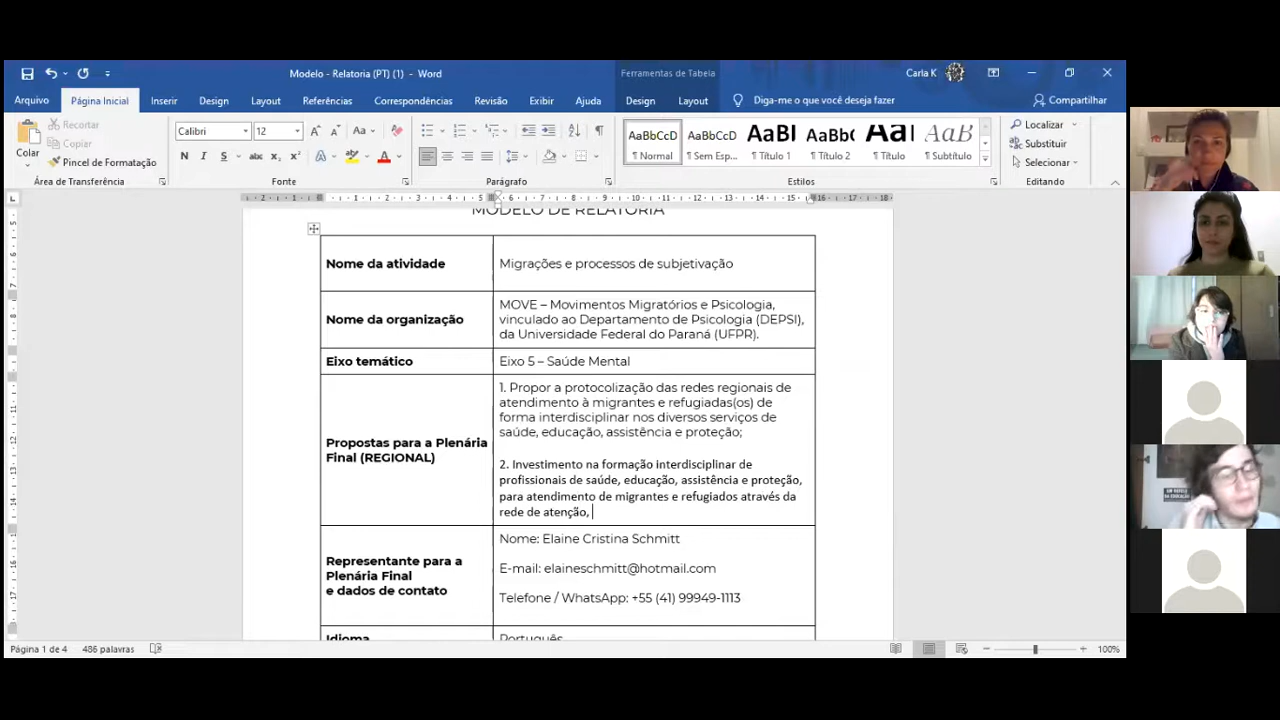 Modelo - Relatoria (PT) (1) - Word
Ferramentas de Tabela
Carla K
Arquivo
Página Inicial
Inserir
Design
Layout
Referências
Correspondências
Revisão
Exibir
Ajuda
Design
Layout
Diga-me o que você deseja fazer
Compartilhar
Colar
Recortar
Copiar
Pincel de Formatação
Área de Transferência
Calibri
12
Fonte
Parágrafo
AaBbCcD
¶ Normal
AaBbCcD
¶ Sem Esp...
AaBl
¶ Título 1
AaBbC
¶ Título 2
AaBl
¶ Título
AaB
¶ Subtítulo
Estilos
Localizar
Substituir
Selecionar
Editando
MODELO DE RELATORIA
Nome da atividade
Migrações e processos de subjetivação
Nome da organização
MOVE – Movimentos Migratórios e Psicologia,
vinculado ao Departamento de Psicologia (DEPSI),
da Universidade Federal do Paraná (UFPR).
Eixo temático
Eixo 5 – Saúde Mental
Propostas para a Plenária
Final (REGIONAL)
1. Propor a protocolização das redes regionais de
atendimento à migrantes e refugiadas(os) de
forma interdisciplinar nos diversos serviços de
saúde, educação, assistência e proteção;
2. Investimento na formação interdisciplinar de
profissionais de saúde, educação, assistência e proteção,
para atendimento de migrantes e refugiados através da
rede de atenção,
Representante para a
Plenária Final
e dados de contato
Nome: Elaine Cristina Schmitt
E-mail: elaineschmitt@hotmail.com
Telefone / WhatsApp: +55 (41) 99949-1113
Idioma
Português
Página 1 de 4
486 palavras
100%